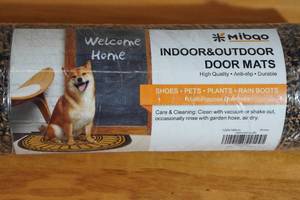 Mibao
Welcome
Home
INDOOR&OUTDOOR
DOOR MATS
High Quality • Anti-slip • Durable
SHOES • PETS • PLANTS • RAIN BOOTS
Care & Cleaning: Clean with vacuum or shake out,
occasionally rinse with garden hose, air dry.